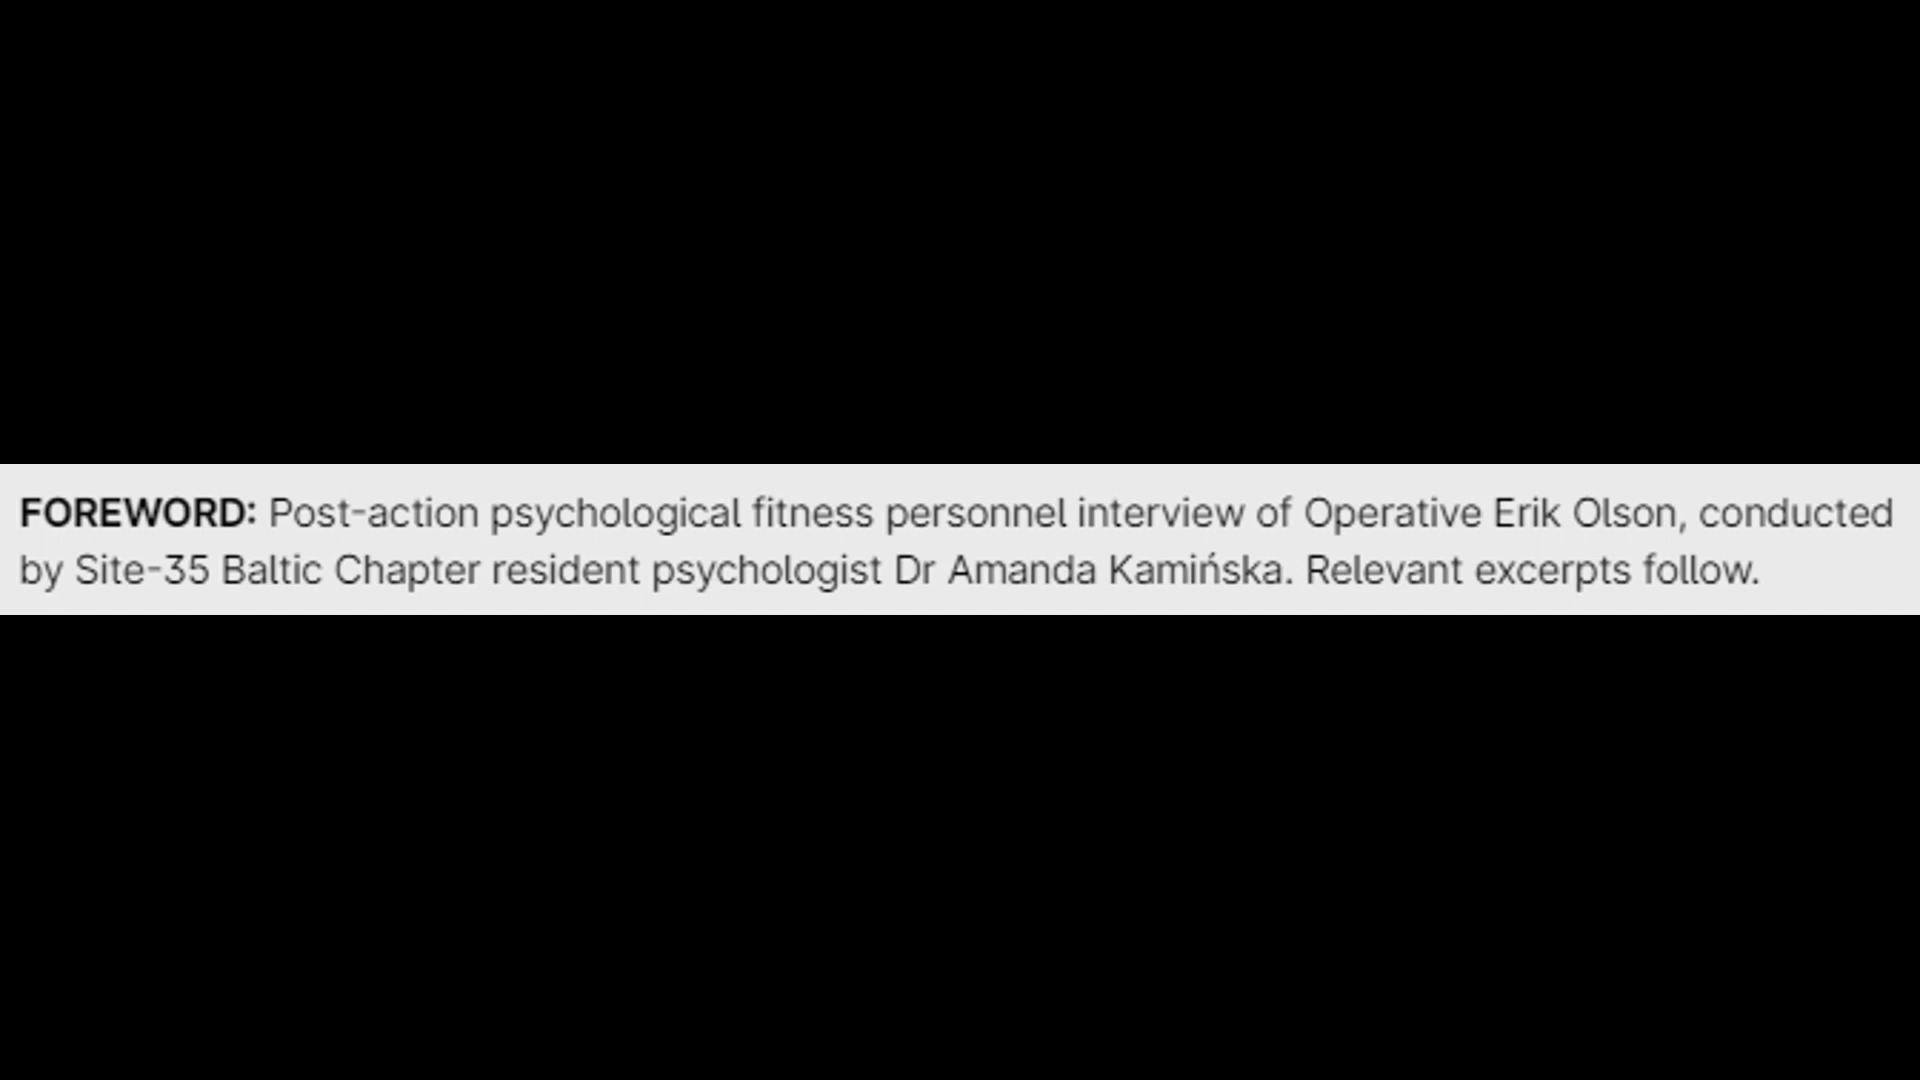 FOREWORD: Post-action psychological fitness personnel interview of Operative Erik Olson, conducted
by Site-35 Baltic Chapter resident psychologist Dr Amanda Kamińska. Relevant excerpts follow.